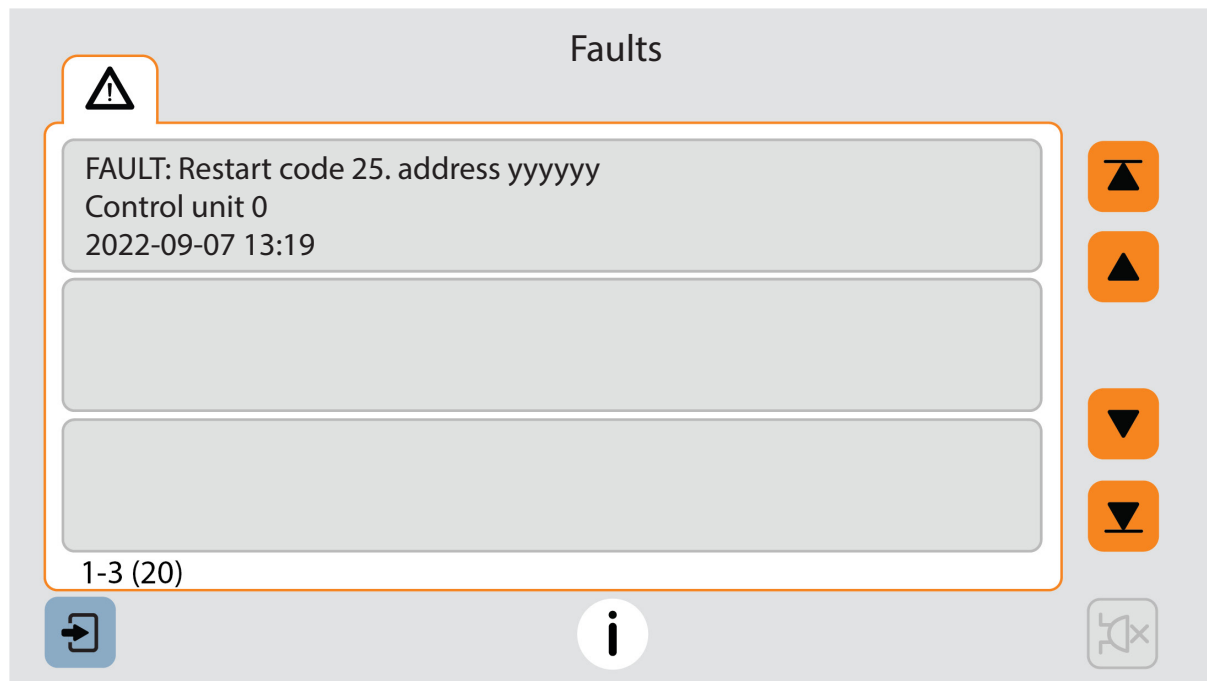 Faults
FAULT: Restart code 25. address yyyyyy
Control unit 0
2022-09-07 13:19
1-3 (20)
i